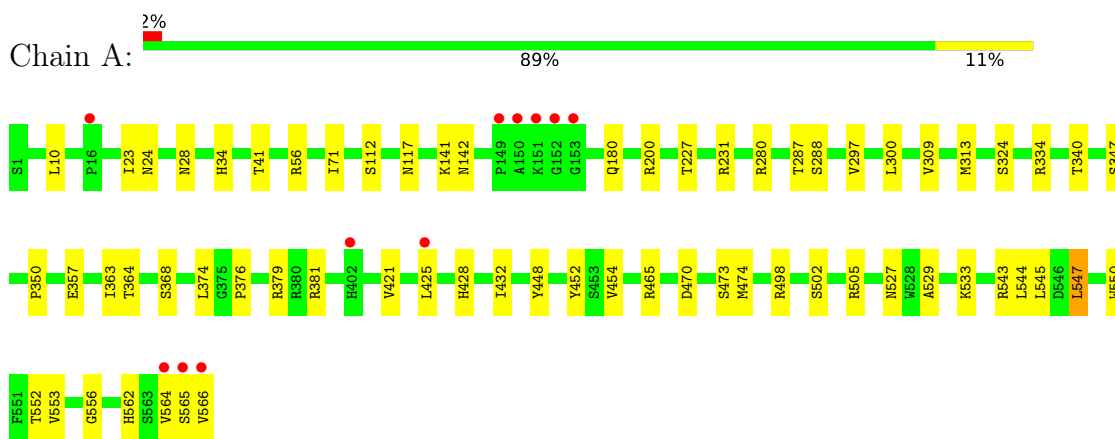 2%
Chain A:
89% 11%
S1 L10 P16 I23 N24 N28 H34 T41 R56 I71 S112 N117 K141 N142 P149 A150 K151 G152 G153 Q180 R200 T227 R231 R280 T287 S288 V297 L300 V309 M313 S324 R334 T340 S347
P350 E357 I363 T364 S368 L374 G375 P376 R379 R380 R381 H402 V421 L425 H428 I432 Y448 Y452 S453 V454 R465 D470 S473 M474 R498 S502 R505 N527 W528 A529 K533 R543 L544 L545 D546 L547 W550
F551 T552 V553 G556 H562 S563 V564 S565 V566